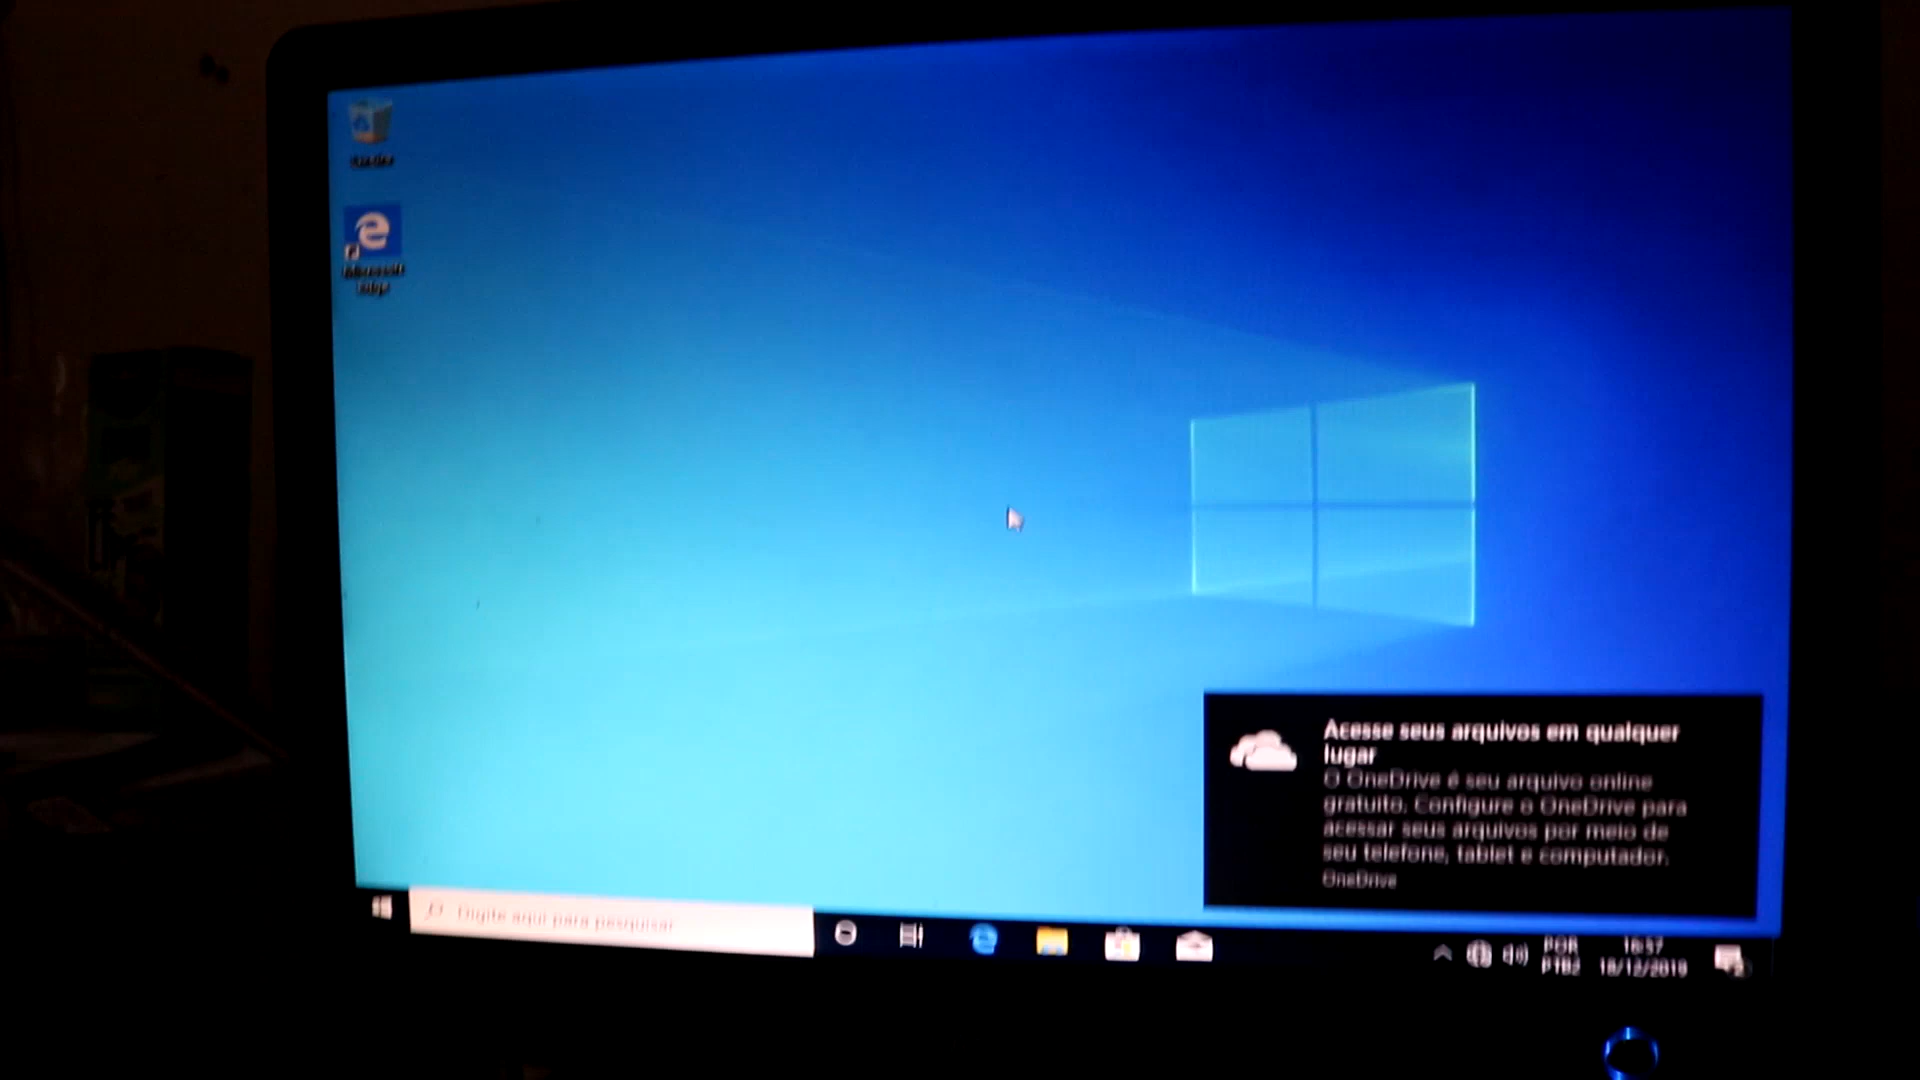 Microsoft
Edge
Acesse seus arquivos em qualquer
lugar
O OneDrive é seu arquivo online
gratuito. Configure o OneDrive para
acessar seus arquivos por meio de
seu telefone, tablet e computador.
OneDrive
Digite aqui para pesquisar
POR
PTB2
16:57
18/12/2019